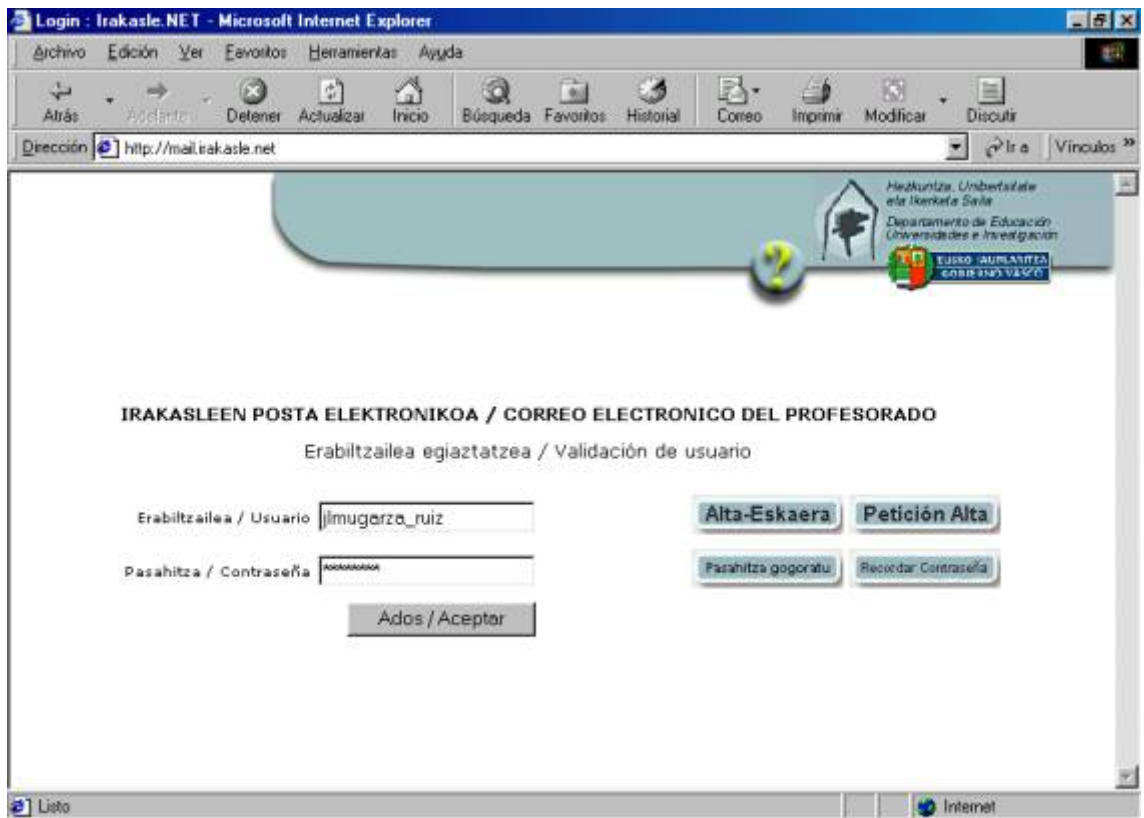 Login : Irakasle.NET - Microsoft Internet Explorer
Archivo Edición Ver Favoritos Herramientas Ayuda
Atrás Adelante Detener Actualizar Inicio Búsqueda Favoritos Historial Correo Imprimir Modificar Discutir
Dirección http://mail.irakasle.net Ir a Vínculos »
Hezkuntza, Unibertsitate
eta Ikerketa Saila
Departamento de Educación
Universidades e Investigación
EUSKO JAURLARITZA
GOBIERNO VASCO
IRAKASLEEN POSTA ELEKTRONIKOA / CORREO ELECTRONICO DEL PROFESORADO
Erabiltzailea egiaztatzea / Validación de usuario
Erabiltzailea / Usuario jlmugarza_ruiz Alta-Eskaera Petición Alta
Pasahitza / Contraseña ********* Pasahitza gogoratu Recordar Contraseña
Ados / Aceptar
Listo Internet